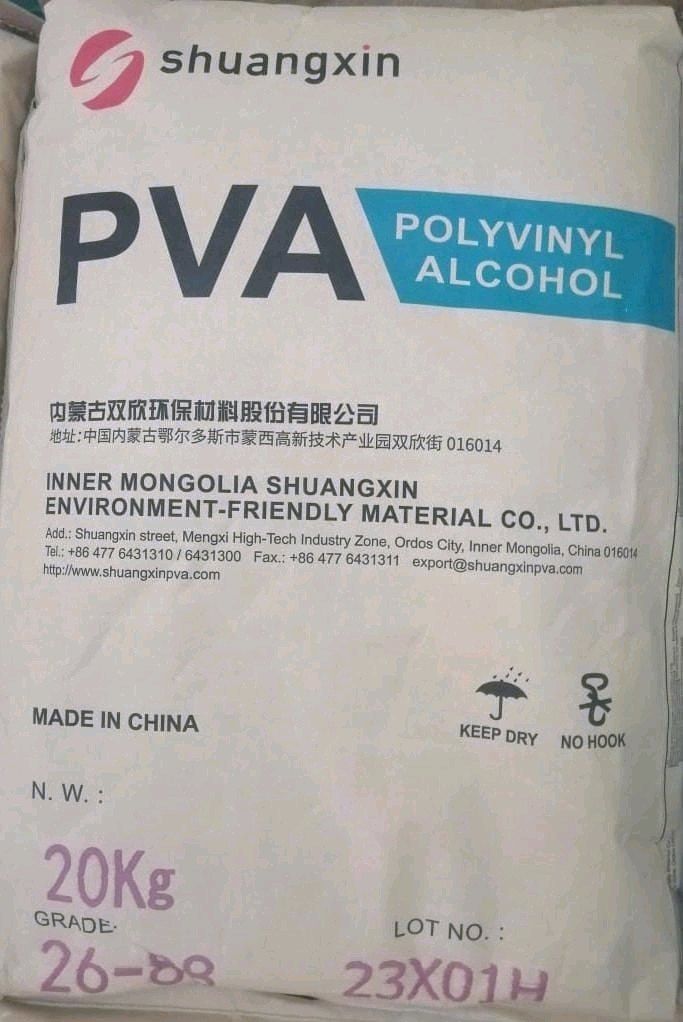 shuangxin
PVA
POLYVINYL
ALCOHOL
内蒙古双欣环保材料股份有限公司
地址:中国内蒙古鄂尔多斯市蒙西高新技术产业园双欣街 016014
INNER MONGOLIA SHUANGXIN
ENVIRONMENT-FRIENDLY MATERIAL CO., LTD.
Add.: Shuangxin street, Mengxi High-Tech Industry Zone, Ordos City, Inner Mongolia, China 016014
Tel.: +86 477 6431310 / 6431300 Fax.: +86 477 6431311 export@shuangxinpva.com
http://www.shuangxinpva.com
KEEP DRY
NO HOOK
MADE IN CHINA
N. W. :
20Kg
GRADE:
26-88
LOT NO. :
23X01H